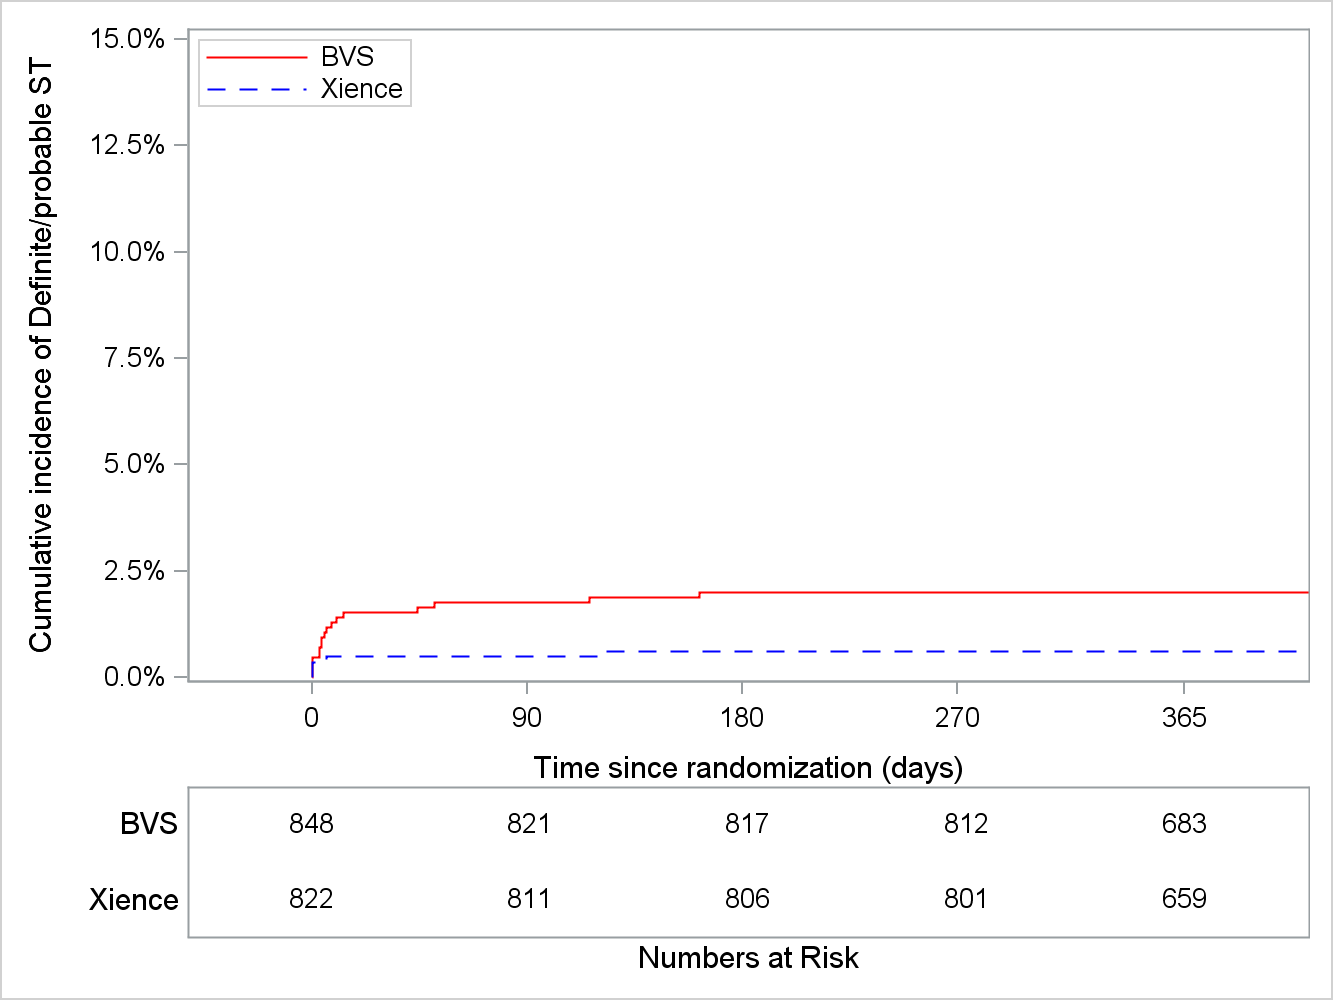 Cumulative incidence of Definite/probable ST
15.0%
12.5%
10.0%
7.5%
5.0%
2.5%
0.0%
BVS
Xience
0 90 180 270 365
Time since randomization (days)
BVS 848 821 817 812 683
Xience 822 811 806 801 659
Numbers at Risk